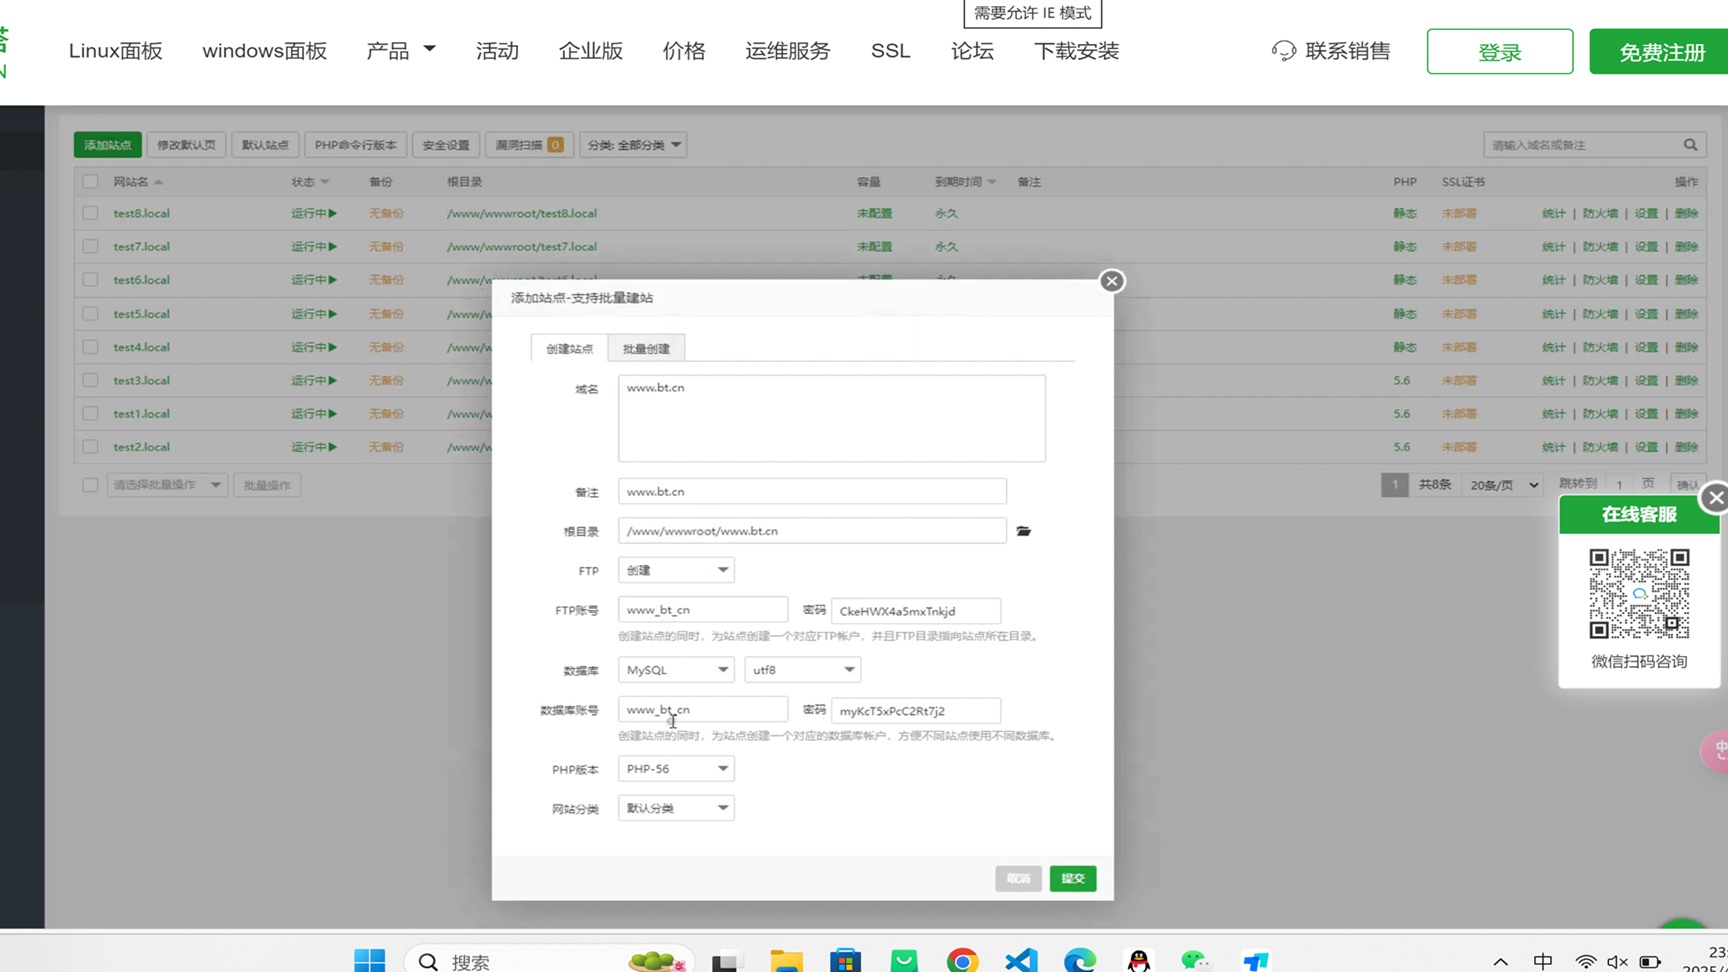 需要允许 IE 模式
Linux面板 windows面板 产品 活动 企业版 价格 运维服务 SSL 论坛 下载安装 联系销售 登录 免费注册
添加站点 修改默认页 默认站点 PHP命令行版本 安全设置 漏洞扫描 0 分类: 全部分类 请输入域名或备注
网站名 状态 备份 根目录 容量 到期时间 备注 PHP SSL证书 操作
test8.local 运行中 无备份 /www/wwwroot/test8.local 未配置 永久 静态 未部署 统计 | 防火墙 | 设置 | 删除
test7.local 运行中 无备份 /www/wwwroot/test7.local 未配置 永久 静态 未部署 统计 | 防火墙 | 设置 | 删除
test6.local 运行中 无备份 /www/wwwroot/test6.local 未配置 永久 静态 未部署 统计 | 防火墙 | 设置 | 删除
test5.local 运行中 无备份 /www/w 静态 未部署 统计 | 防火墙 | 设置 | 删除
test4.local 运行中 无备份 /www/w 静态 未部署 统计 | 防火墙 | 设置 | 删除
test3.local 运行中 无备份 /www/w 5.6 未部署 统计 | 防火墙 | 设置 | 删除
test1.local 运行中 无备份 /www/w 5.6 未部署 统计 | 防火墙 | 设置 | 删除
test2.local 运行中 无备份 /www/w 5.6 未部署 统计 | 防火墙 | 设置 | 删除
请选择批量操作 批量操作 1 共8条 20条/页 跳转到 1 页 确认
添加站点-支持批量建站
创建站点 批量创建
域名 www.bt.cn
备注 www.bt.cn
根目录 /www/wwwroot/www.bt.cn
FTP 创建
FTP账号 www_bt_cn 密码 CkeHWX4a5mxTnkjd
创建站点的同时，为站点创建一个对应FTP帐户，并且FTP目录指向站点所在目录。
数据库 MySQL utf8
数据库账号 www_bt_cn 密码 myKcT5xPcC2Rt7j2
创建站点的同时，为站点创建一个对应的数据库帐户，方便不同站点使用不同数据库。
PHP版本 PHP-56
网站分类 默认分类
取消 提交
在线客服
微信扫码咨询
搜索
中
23: